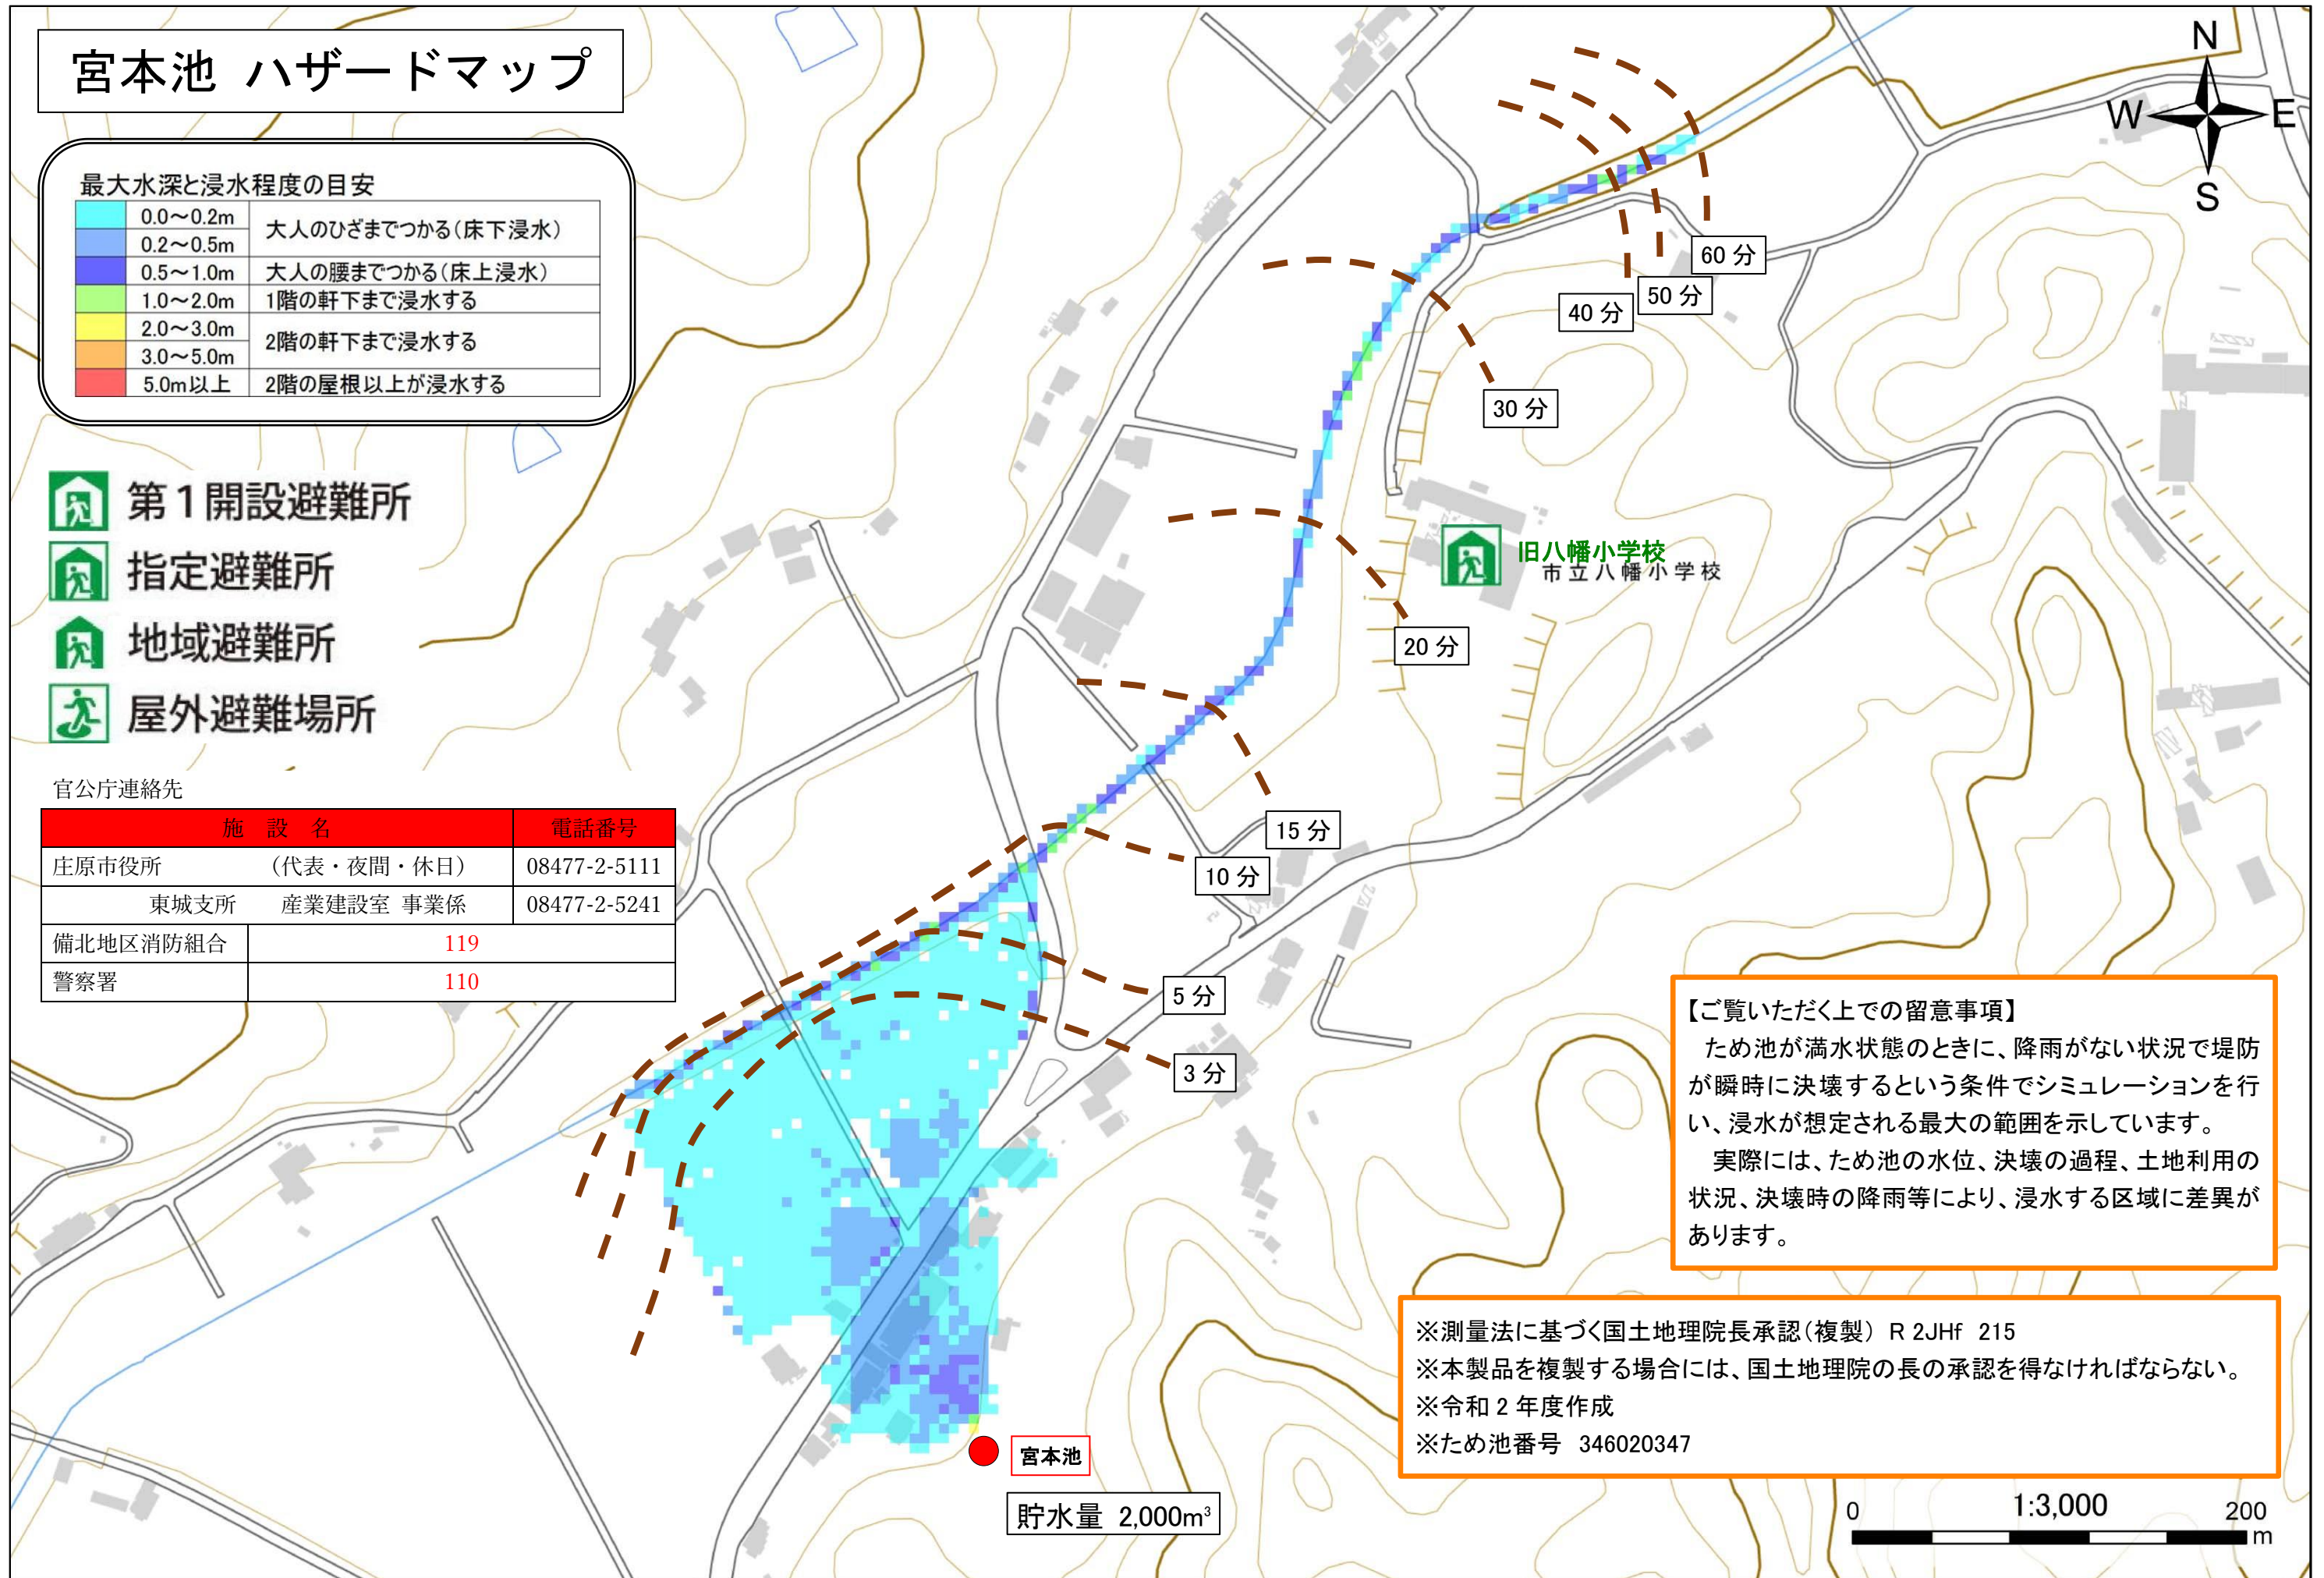 宮本池 ハザードマップ
最大水深と浸水程度の目安
0.0～0.2m
大人のひざまでつかる(床下浸水)
0.2～0.5m
0.5～1.0m 大人の腰までつかる(床上浸水)
1.0～2.0m 1階の軒下まで浸水する
2.0～3.0m
2階の軒下まで浸水する
3.0～5.0m
5.0m以上 2階の屋根以上が浸水する
第1開設避難所
指定避難所
地域避難所
屋外避難場所
官公庁連絡先
施 設 名 電話番号
庄原市役所 (代表・夜間・休日) 08477-2-5111
東城支所 産業建設室 事業係 08477-2-5241
備北地区消防組合 119
警察署 110
N
W E
S
60 分
50 分
40 分
30 分
旧八幡小学校
市立八幡小学校
20 分
15 分
10 分
5 分
3 分
宮本池
貯水量 2,000m³
【ご覧いただく上での留意事項】
ため池が満水状態のときに、降雨がない状況で堤防
が瞬時に決壊するという条件でシミュレーションを行
い、浸水が想定される最大の範囲を示しています。
実際には、ため池の水位、決壊の過程、土地利用の
状況、決壊時の降雨等により、浸水する区域に差異が
あります。
※測量法に基づく国土地理院長承認(複製) R 2JHf 215
※本製品を複製する場合には、国土地理院の長の承認を得なければならない。
※令和 2 年度作成
※ため池番号 346020347
0 1:3,000 200
m